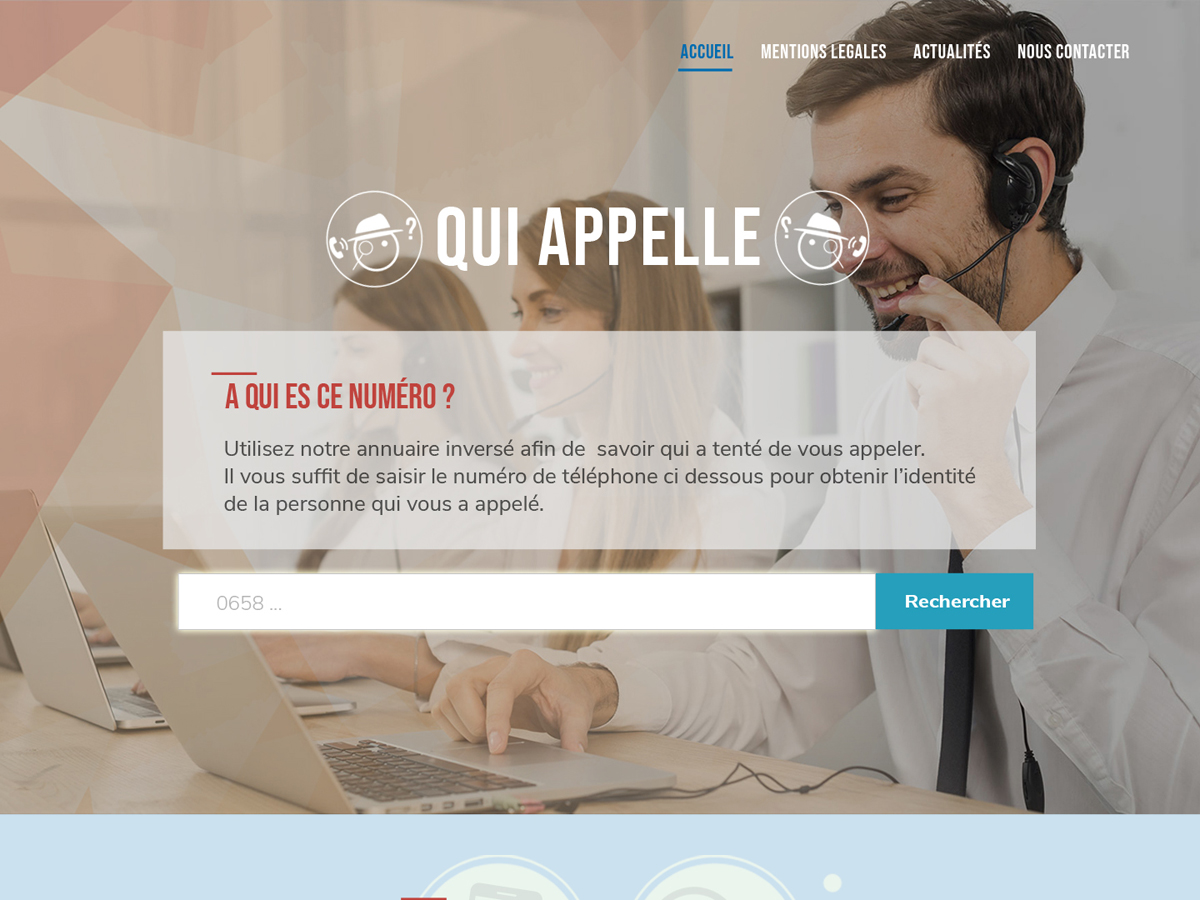 ACCUEIL MENTIONS LEGALES ACTUALITÉS NOUS CONTACTER
QUI APPELLE
A QUI ES CE NUMÉRO ?
Utilisez notre annuaire inversé afin de  savoir qui a tenté de vous appeler.
Il vous suffit de saisir le numéro de téléphone ci dessous pour obtenir l’identité
de la personne qui vous a appelé.
0658 ... Rechercher